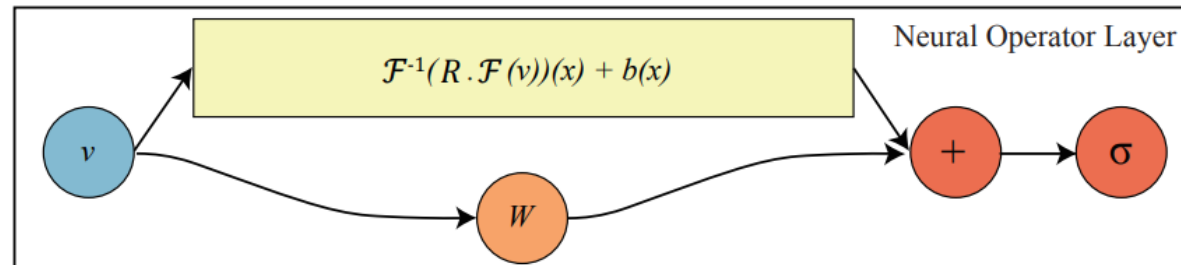 Neural Operator Layer
ℱ⁻¹(R . ℱ(v))(x) + b(x)
v
+
σ
W